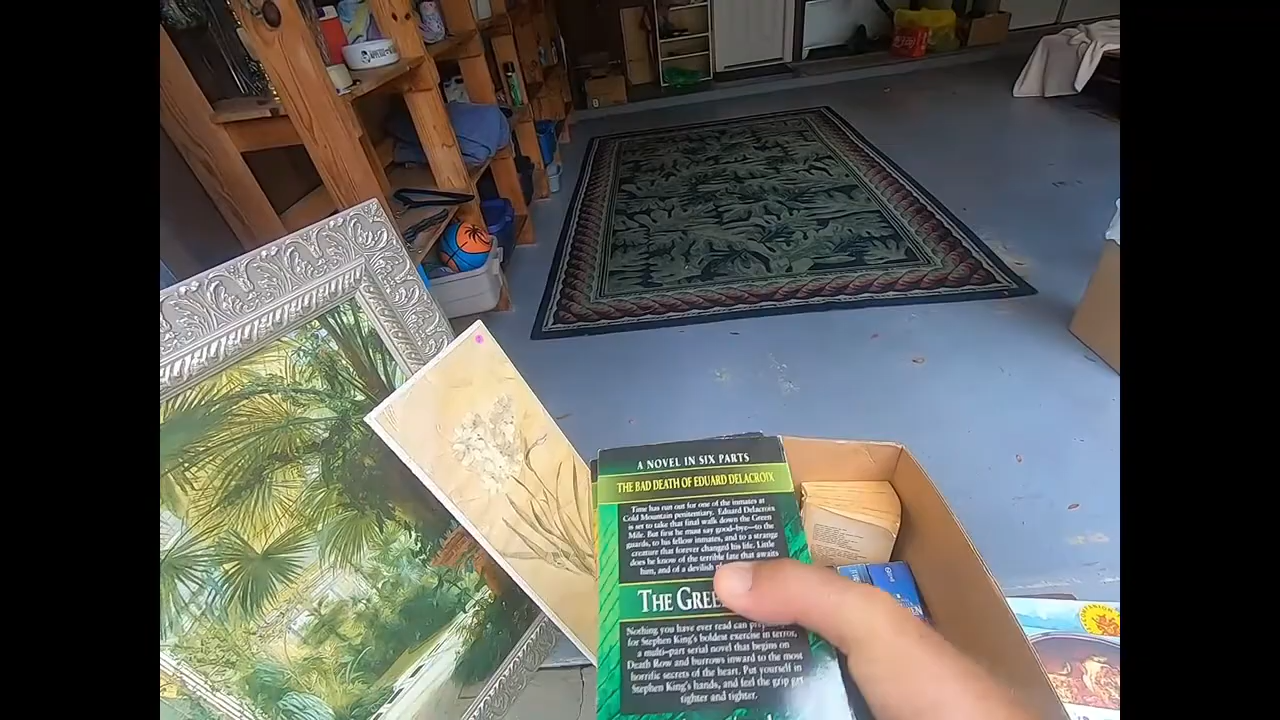 A NOVEL IN SIX PARTS
THE BAD DEATH OF EDUARD DELACROIX
Time has run out for one of the inmates at
Cold Mountain penitentiary. Eduard Delacroix
is set to take that final walk down the Green
Mile. But first he must say good-bye—to the
guards, to his fellow inmates, and to a strange
creature that forever changed his life. Little
does he know of the terrible fate that awaits
him, and of a devilish
THE GREE
Nothing you have ever read can
for Stephen King's boldest exercise in terror,
a multi-part serial novel that begins on
Death Row and burrows inward to the most
horrific secrets of the heart. Put yourself in
Stephen King's hands, and feel the grip get
tighter and tighter.